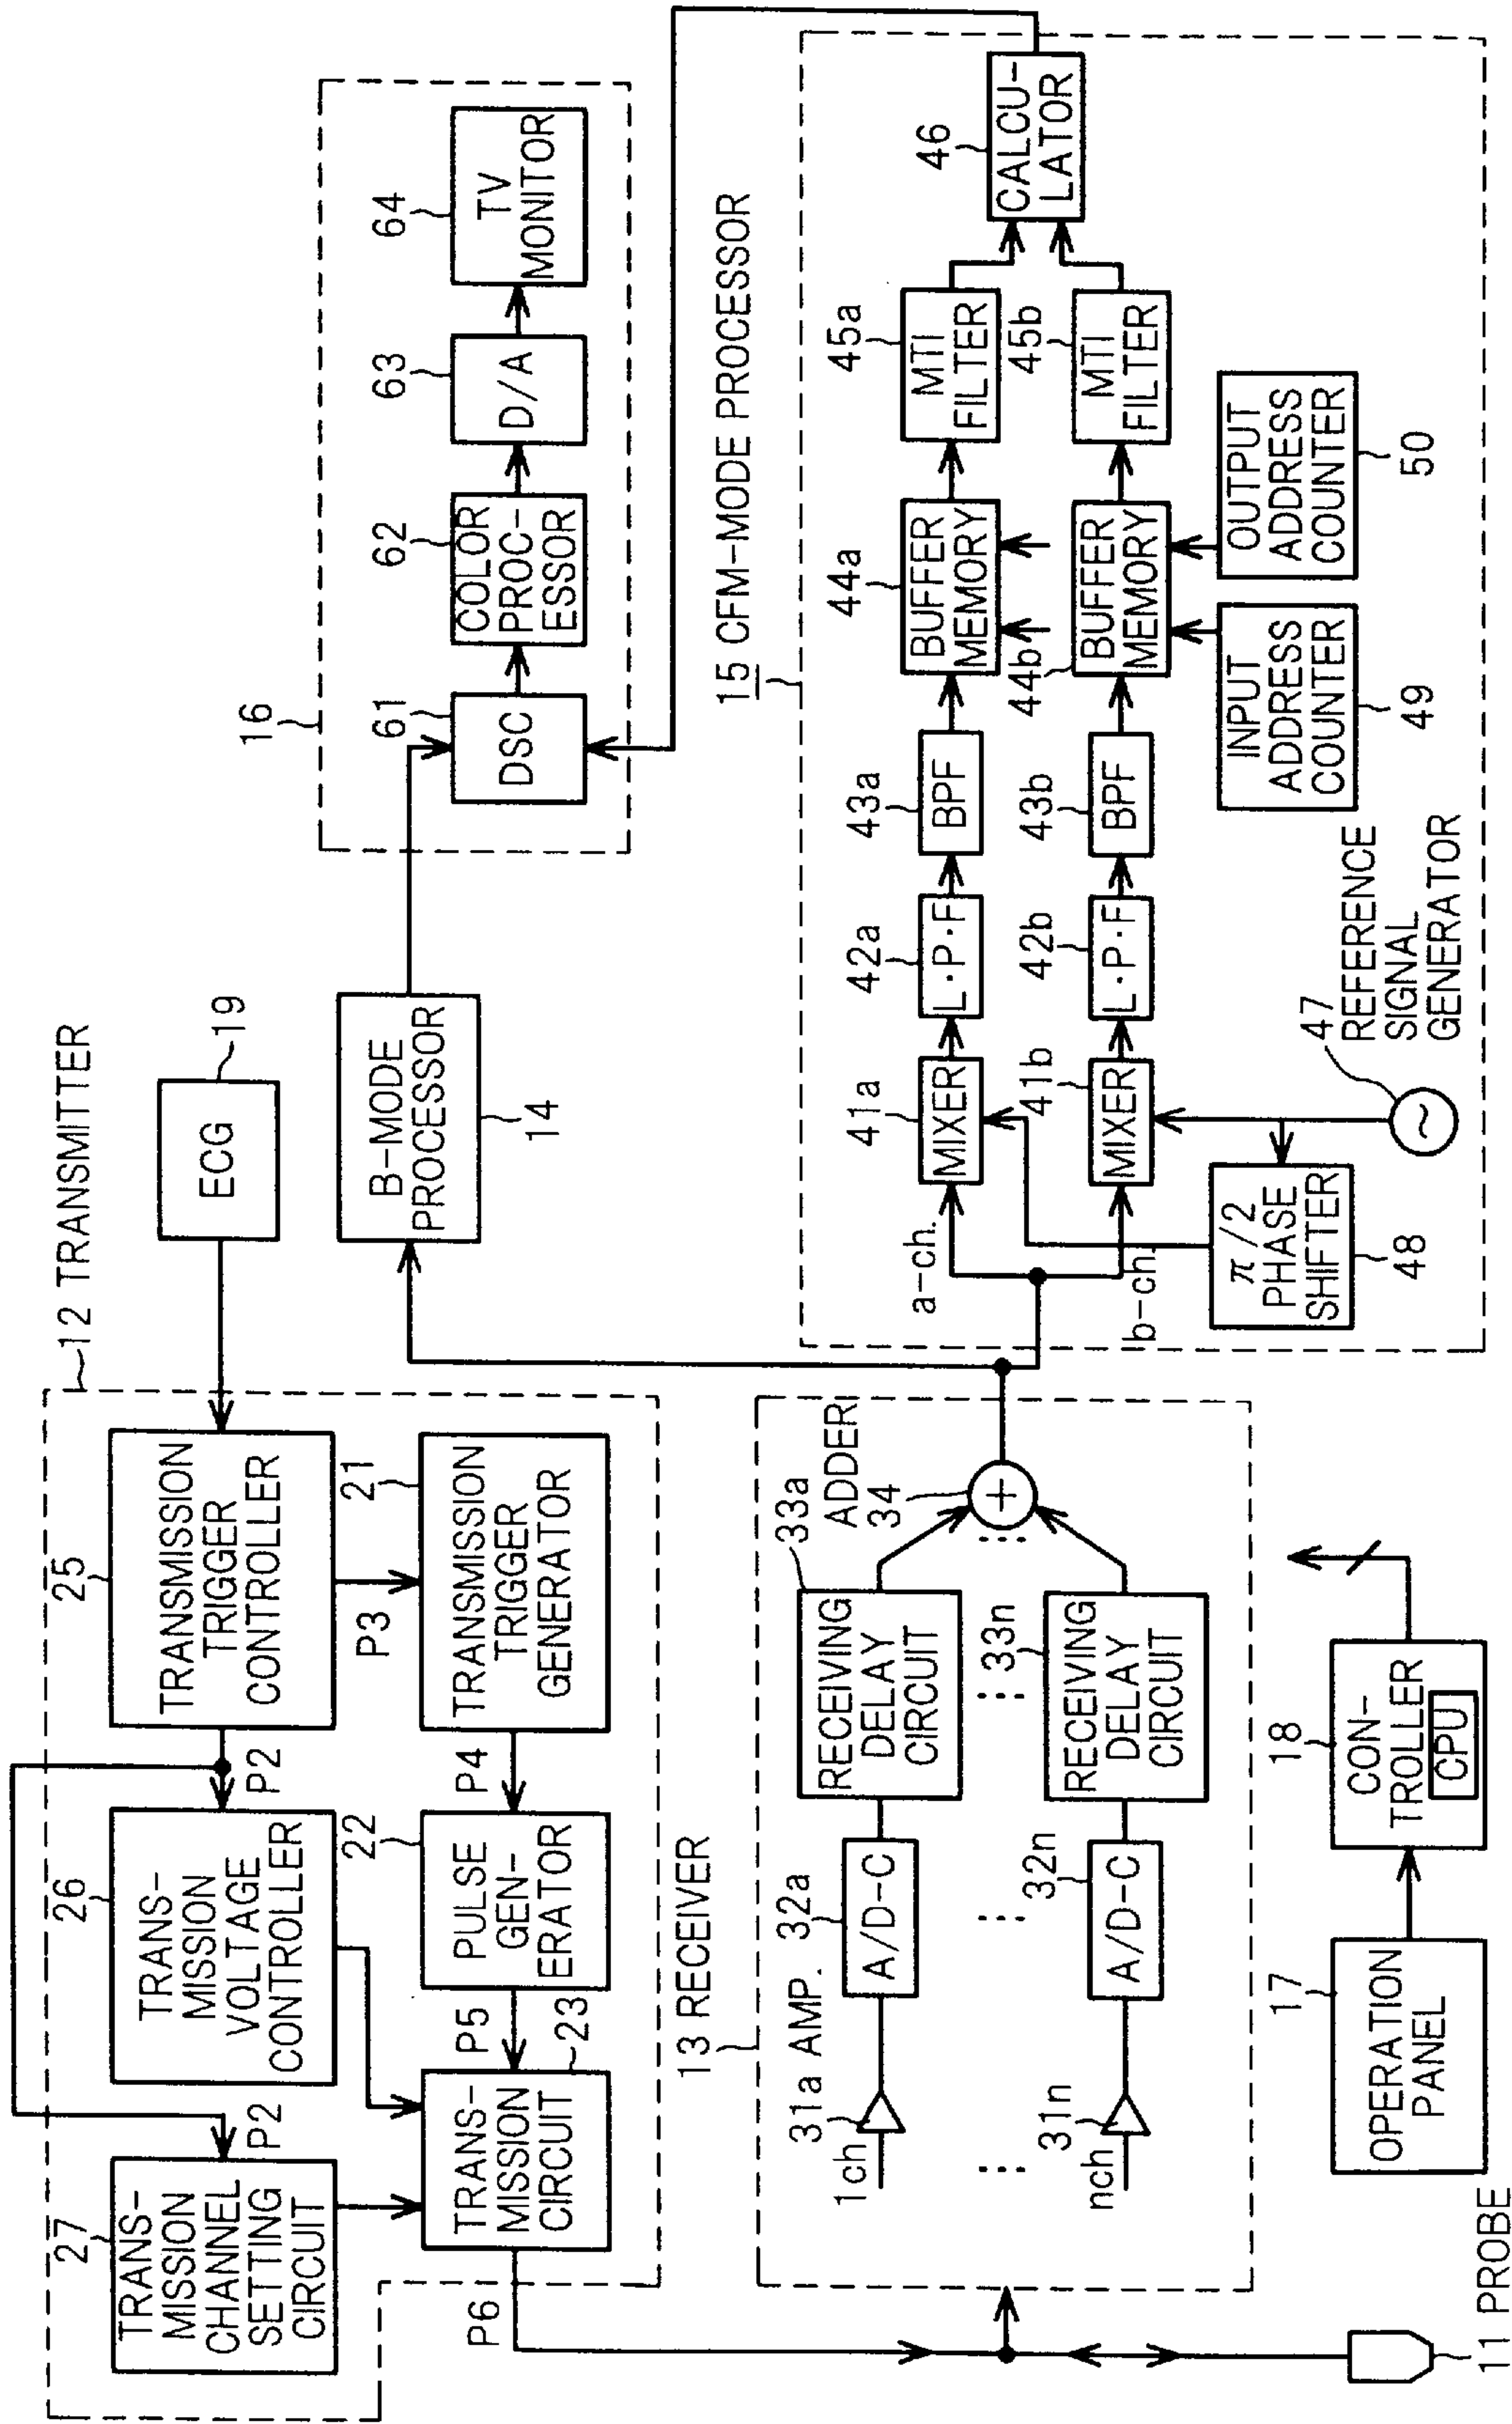 12 TRANSMITTER
25
TRANSMISSION
TRIGGER
CONTROLLER
P2
P3
26
TRANS-
MISSION
VOLTAGE
CONTROLLER
P2
27
TRANS-
MISSION
CHANNEL
SETTING
CIRCUIT
21
TRANSMISSION
TRIGGER
GENERATOR
P4
22
PULSE
GEN-
ERATOR
P5
23
TRANS-
MISSION
CIRCUIT
P6
ECG
19
B-MODE
PROCESSOR
14
16
61
DSC
62
COLOR
PROC-
ESSOR
63
D/A
64
TV
MONITOR
13 RECEIVER
1ch
31a AMP.
32a
A/D-C
33a
RECEIVING
DELAY
CIRCUIT
ADDER
34
+
nch
31n
32n
A/D-C
33n
RECEIVING
DELAY
CIRCUIT
15 CFM-MODE PROCESSOR
a-ch.
41a
MIXER
42a
L·P·F
43a
BPF
44a
BUFFER
MEMORY
45a
MTI
FILTER
46
CALCU-
LATOR
b-ch.
41b
MIXER
42b
L·P·F
43b
BPF
44b
BUFFER
MEMORY
45b
MTI
FILTER
π/2
PHASE
SHIFTER
48
47
REFERENCE
SIGNAL
GENERATOR
~
INPUT
ADDRESS
COUNTER
49
OUTPUT
ADDRESS
COUNTER
50
17
OPERATION
PANEL
18
CON-
TROLLER
CPU
11 PROBE